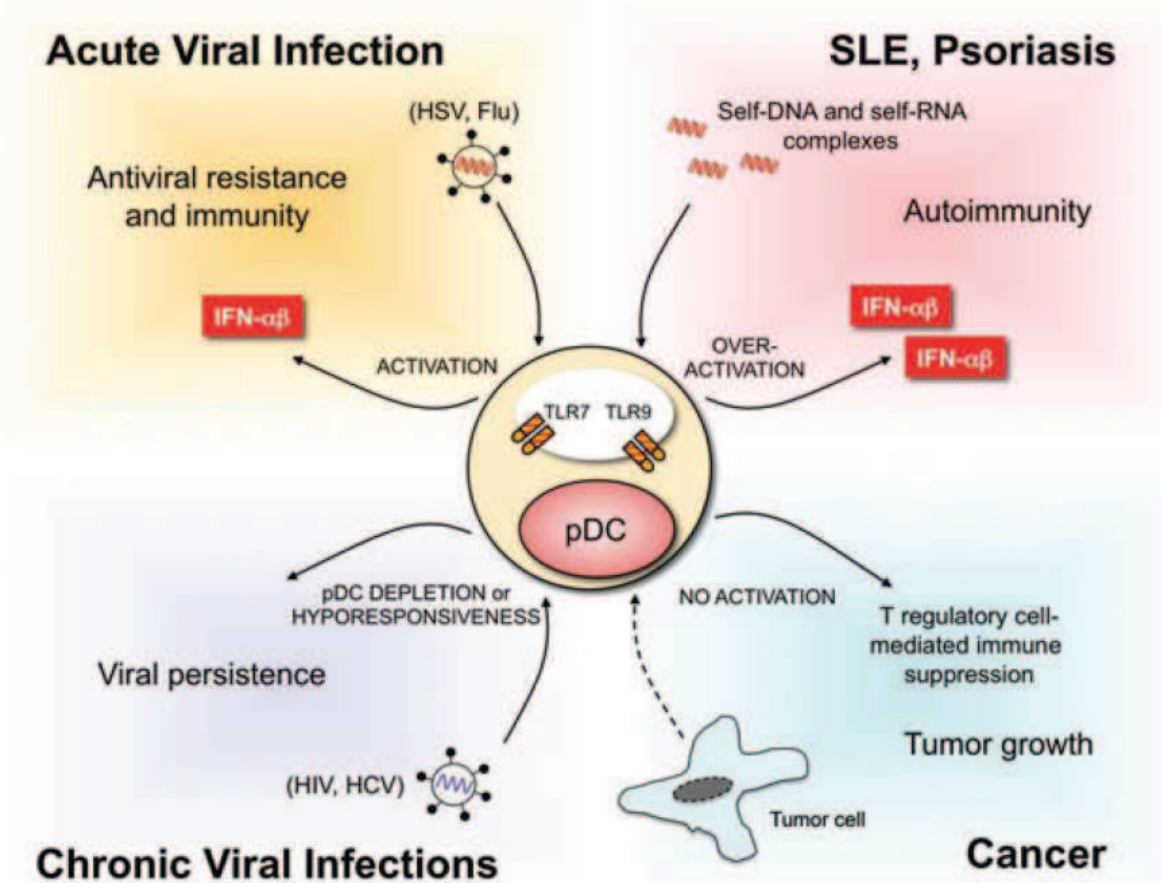 Acute Viral Infection
(HSV, Flu)
Antiviral resistance
and immunity
IFN-αβ
ACTIVATION
SLE, Psoriasis
Self-DNA and self-RNA
complexes
Autoimmunity
IFN-αβ
IFN-αβ
OVER-
ACTIVATION
TLR7 TLR9
pDC
pDC DEPLETION or
HYPORESPONSIVENESS
Viral persistence
(HIV, HCV)
Chronic Viral Infections
NO ACTIVATION
T regulatory cell-
mediated immune
suppression
Tumor growth
Tumor cell
Cancer